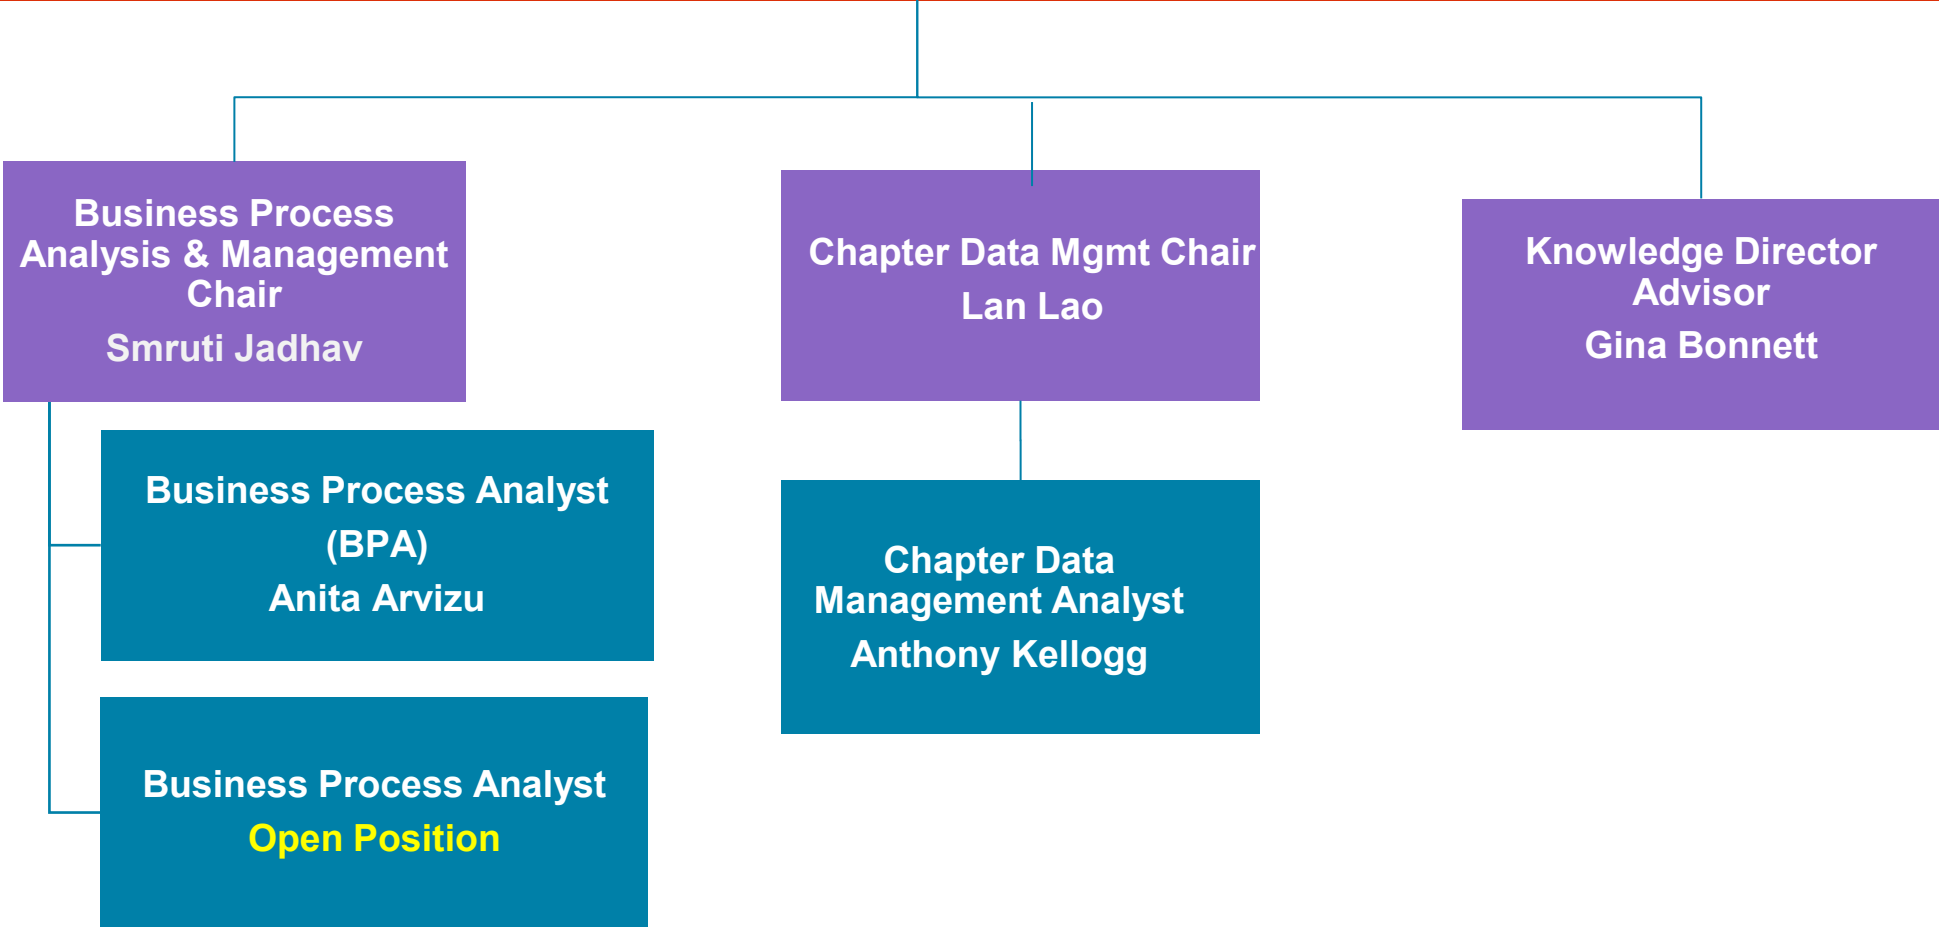 Business Process
Analysis & Management
Chair
Smruti Jadhav
Chapter Data Mgmt Chair
Lan Lao
Knowledge Director
Advisor
Gina Bonnett
Business Process Analyst
(BPA)
Anita Arvizu
Chapter Data
Management Analyst
Anthony Kellogg
Business Process Analyst
Open Position